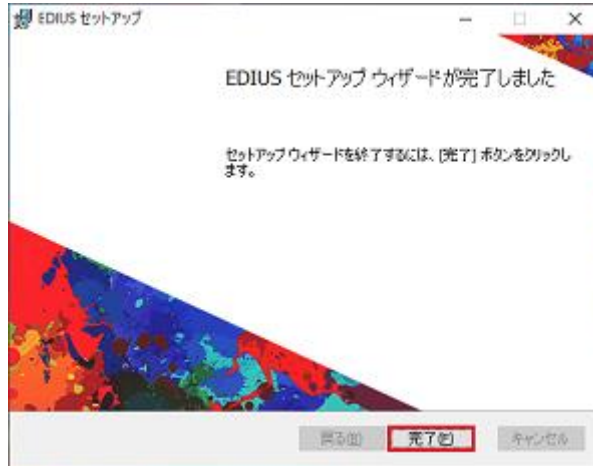 EDIUS セットアップ
EDIUS セットアップ ウィザードが完了しました
セットアップ ウィザードを終了するには、[完了] ボタンをクリックし
ます。
戻る(B) 完了(F) キャンセル